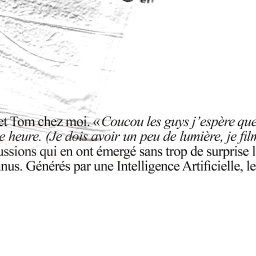 et Tom chez moi. « Coucou les guys j'espère que
e heure. (Je dois avoir un peu de lumière, je film
ussions qui en ont émergé sans trop de surprise l
nus. Générés par une Intelligence Artificielle, le